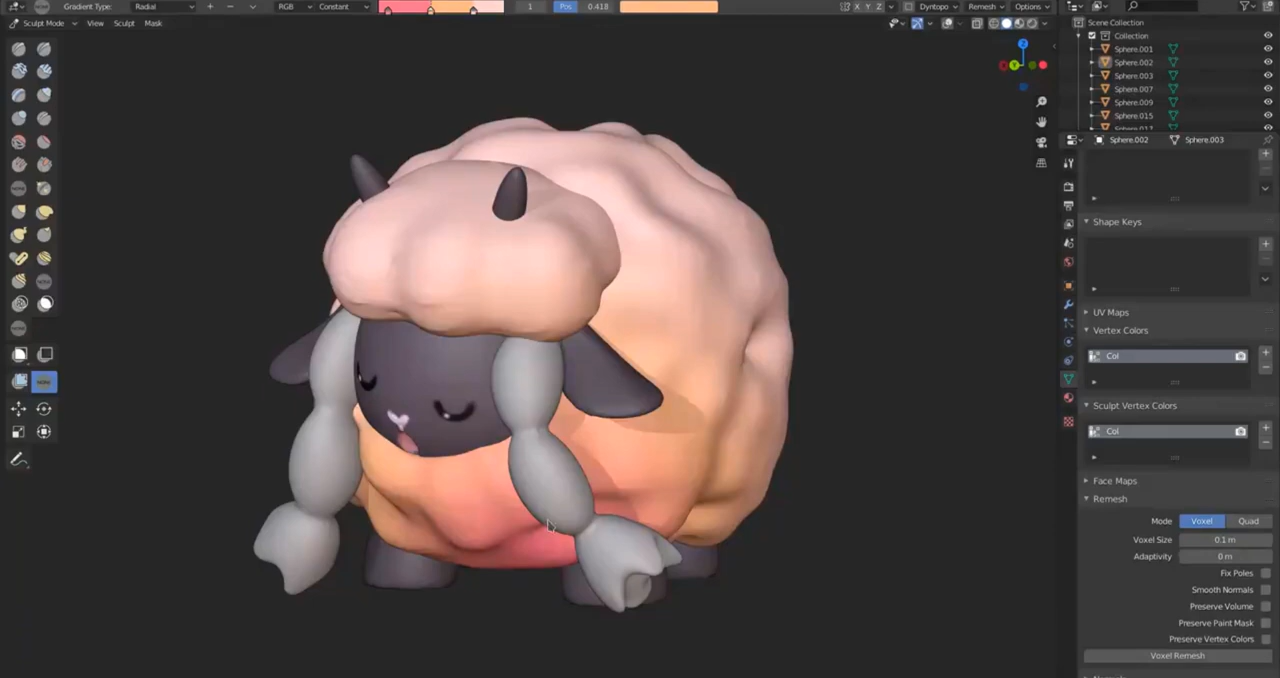 Gradient Type: Radial + − RGB Constant 1 Pos 0.418 X Y Z Dyntopo Remesh Options
Sculpt Mode View Sculpt Mask
Scene Collection
Collection
Sphere.001
Sphere.002
Sphere.003
Sphere.007
Sphere.009
Sphere.015
Sphere.017
Sphere.002 Sphere.003
Shape Keys
UV Maps
Vertex Colors
Col
Sculpt Vertex Colors
Col
Face Maps
Remesh
Mode Voxel Quad
Voxel Size 0.1 m
Adaptivity 0 m
Fix Poles
Smooth Normals
Preserve Volume
Preserve Paint Mask
Preserve Vertex Colors
Voxel Remesh
Z
Y